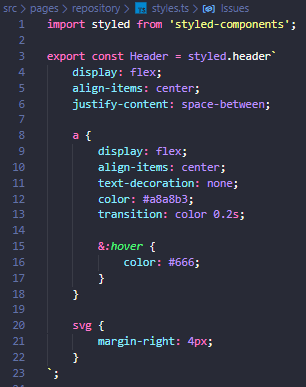 src > pages > repository > styles.ts > Issues
1 import styled from 'styled-components';
2
3 export const Header = styled.header`
4 display: flex;
5 align-items: center;
6 justify-content: space-between;
7
8 a {
9 display: flex;
10 align-items: center;
11 text-decoration: none;
12 color: #a8a8b3;
13 transition: color 0.2s;
14
15 &:hover {
16 color: #666;
17 }
18 }
19
20 svg {
21 margin-right: 4px;
22 }
23 `;